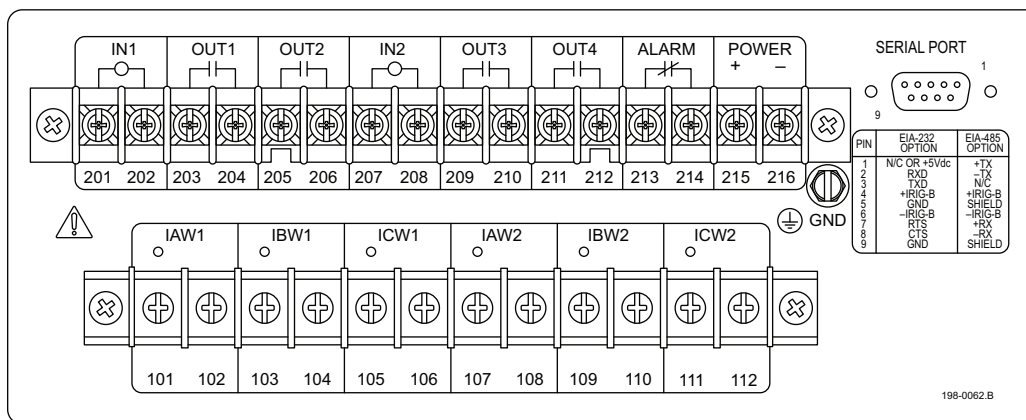 IN1 OUT1 OUT2 IN2 OUT3 OUT4 ALARM POWER
+ –
201 202 203 204 205 206 207 208 209 210 211 212 213 214 215 216
SERIAL PORT
1
9
PIN EIA-232 OPTION EIA-485 OPTION
1 N/C OR +5Vdc +TX
2 RXD –TX
3 TXD N/C
4 +IRIG-B +IRIG-B
5 GND SHIELD
6 –IRIG-B –IRIG-B
7 RTS +RX
8 CTS –RX
9 GND SHIELD
GND
IAW1 IBW1 ICW1 IAW2 IBW2 ICW2
101 102 103 104 105 106 107 108 109 110 111 112
198-0062.B